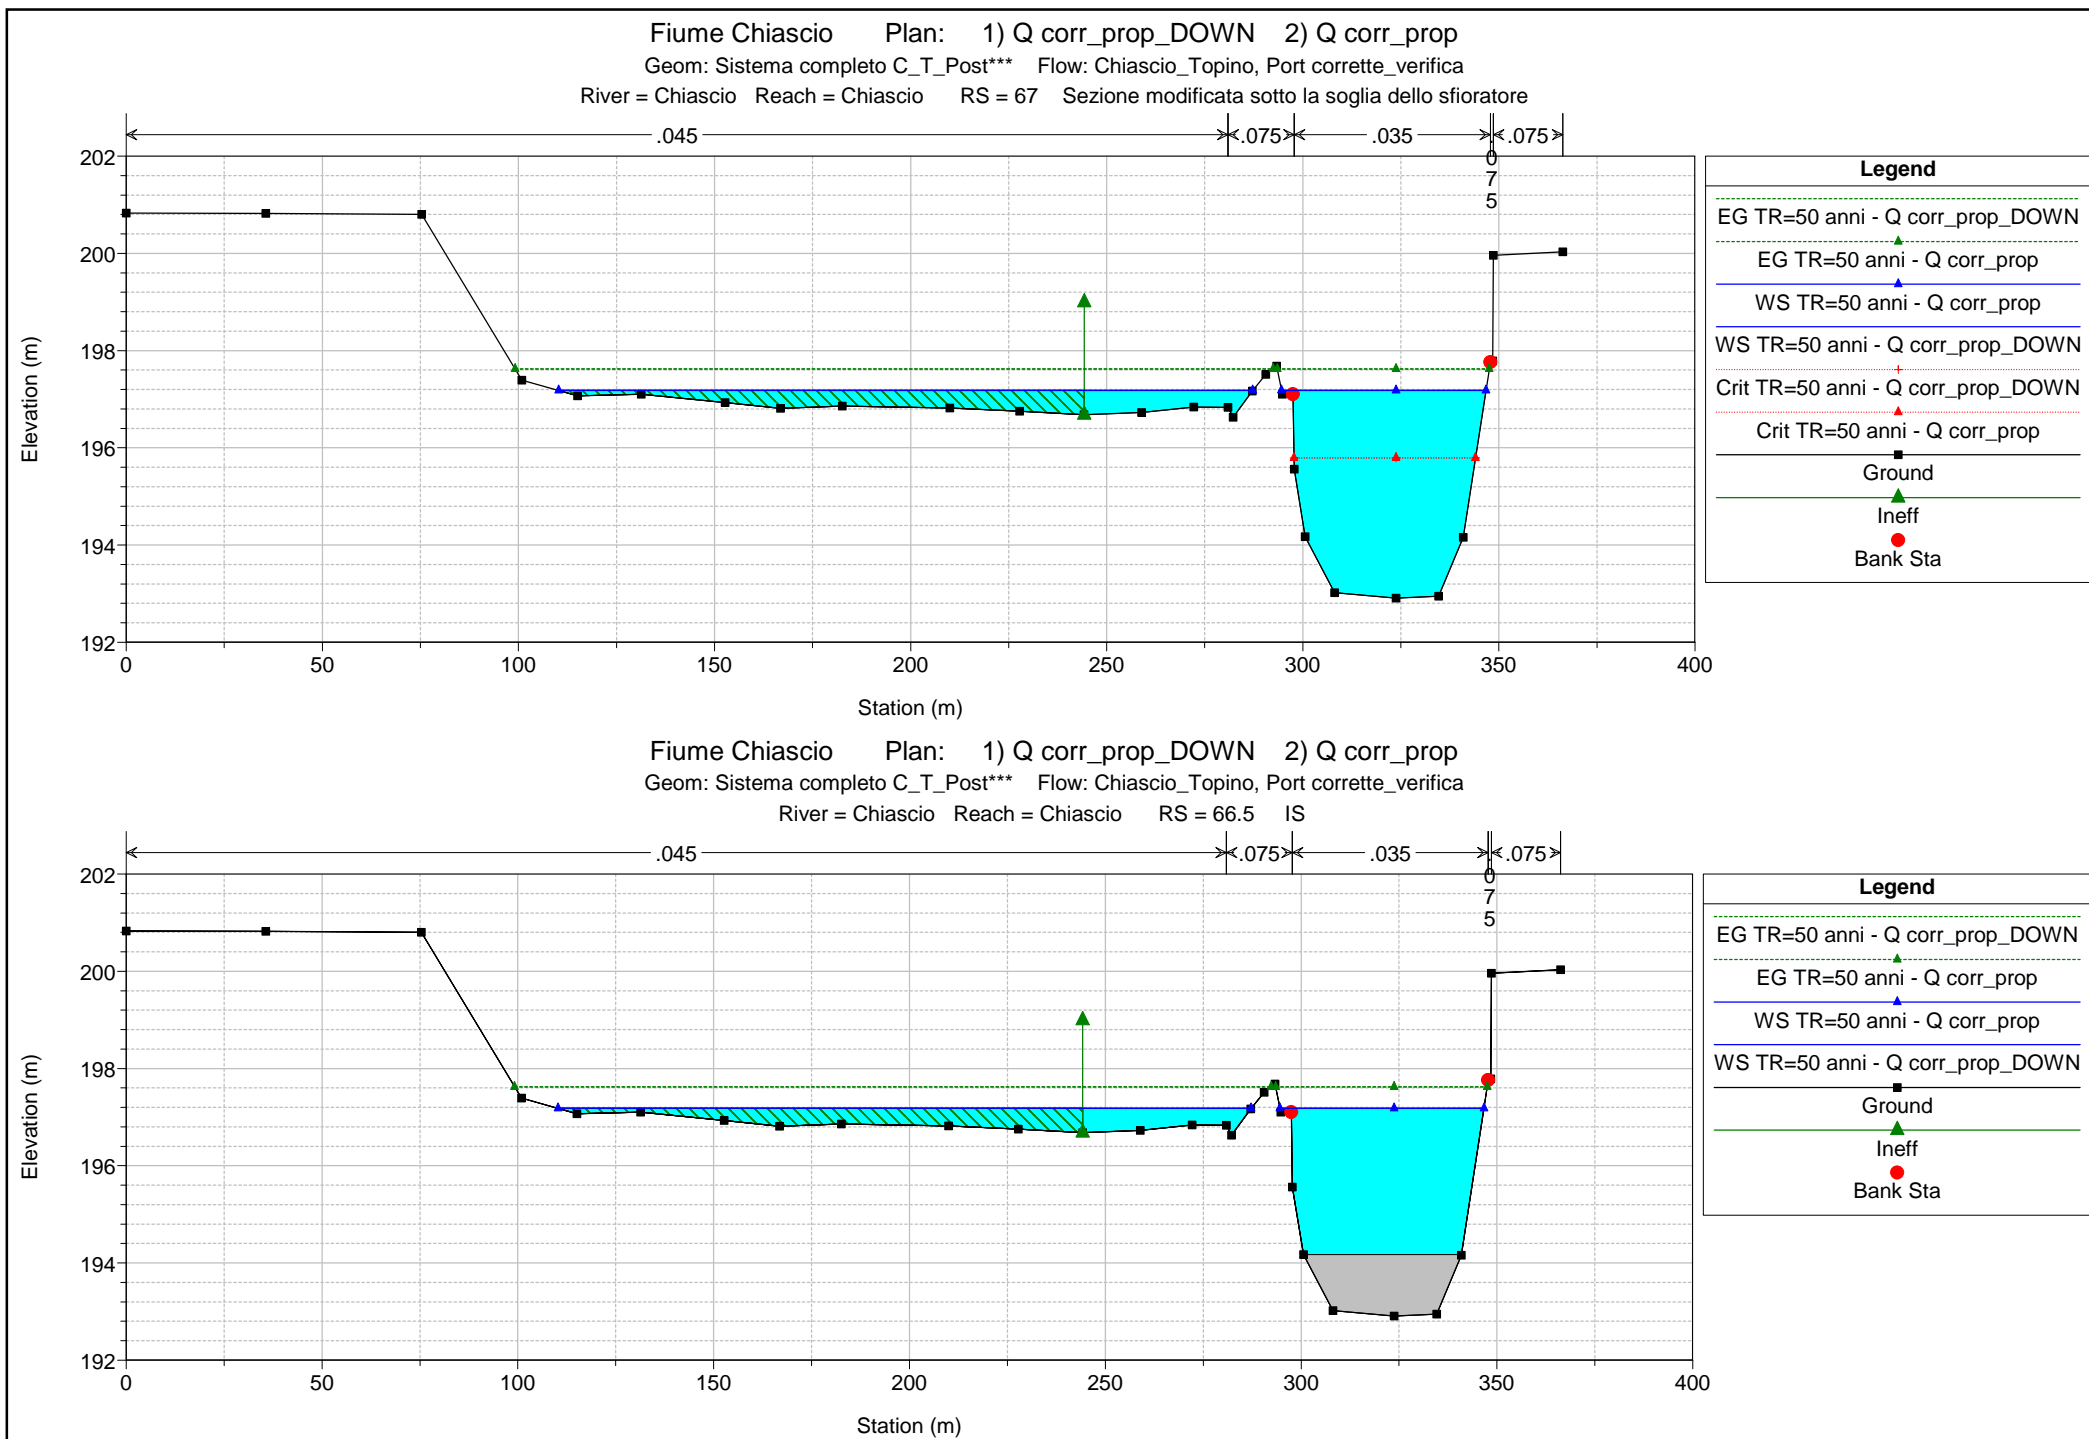 Fiume Chiascio Plan: 1) Q corr_prop_DOWN 2) Q corr_prop
Geom: Sistema completo C_T_Post*** Flow: Chiascio_Topino, Port corrette_verifica
River = Chiascio Reach = Chiascio RS = 67 Sezione modificata sotto la soglia dello sfioratore
.045 .075 .035 .075 .075
202
200
198
196
194
192
Elevation (m)
0 50 100 150 200 250 300 350 400
Station (m)
Legend
EG TR=50 anni - Q corr_prop_DOWN
EG TR=50 anni - Q corr_prop
WS TR=50 anni - Q corr_prop
WS TR=50 anni - Q corr_prop_DOWN
Crit TR=50 anni - Q corr_prop_DOWN
Crit TR=50 anni - Q corr_prop
Ground
Ineff
Bank Sta
Fiume Chiascio Plan: 1) Q corr_prop_DOWN 2) Q corr_prop
Geom: Sistema completo C_T_Post*** Flow: Chiascio_Topino, Port corrette_verifica
River = Chiascio Reach = Chiascio RS = 66.5 IS
.045 .075 .035 .075 .075
202
200
198
196
194
192
Elevation (m)
0 50 100 150 200 250 300 350 400
Station (m)
Legend
EG TR=50 anni - Q corr_prop_DOWN
EG TR=50 anni - Q corr_prop
WS TR=50 anni - Q corr_prop
WS TR=50 anni - Q corr_prop_DOWN
Ground
Ineff
Bank Sta